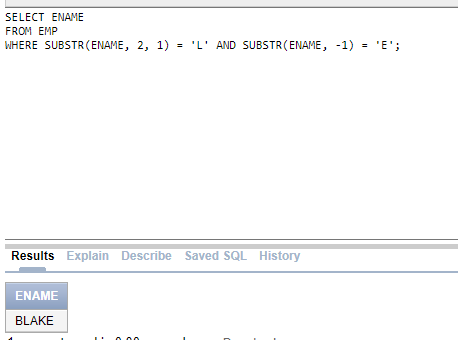 SELECT ENAME
FROM EMP
WHERE SUBSTR(ENAME, 2, 1) = 'L' AND SUBSTR(ENAME, -1) = 'E';
Results Explain Describe Saved SQL History
ENAME
BLAKE